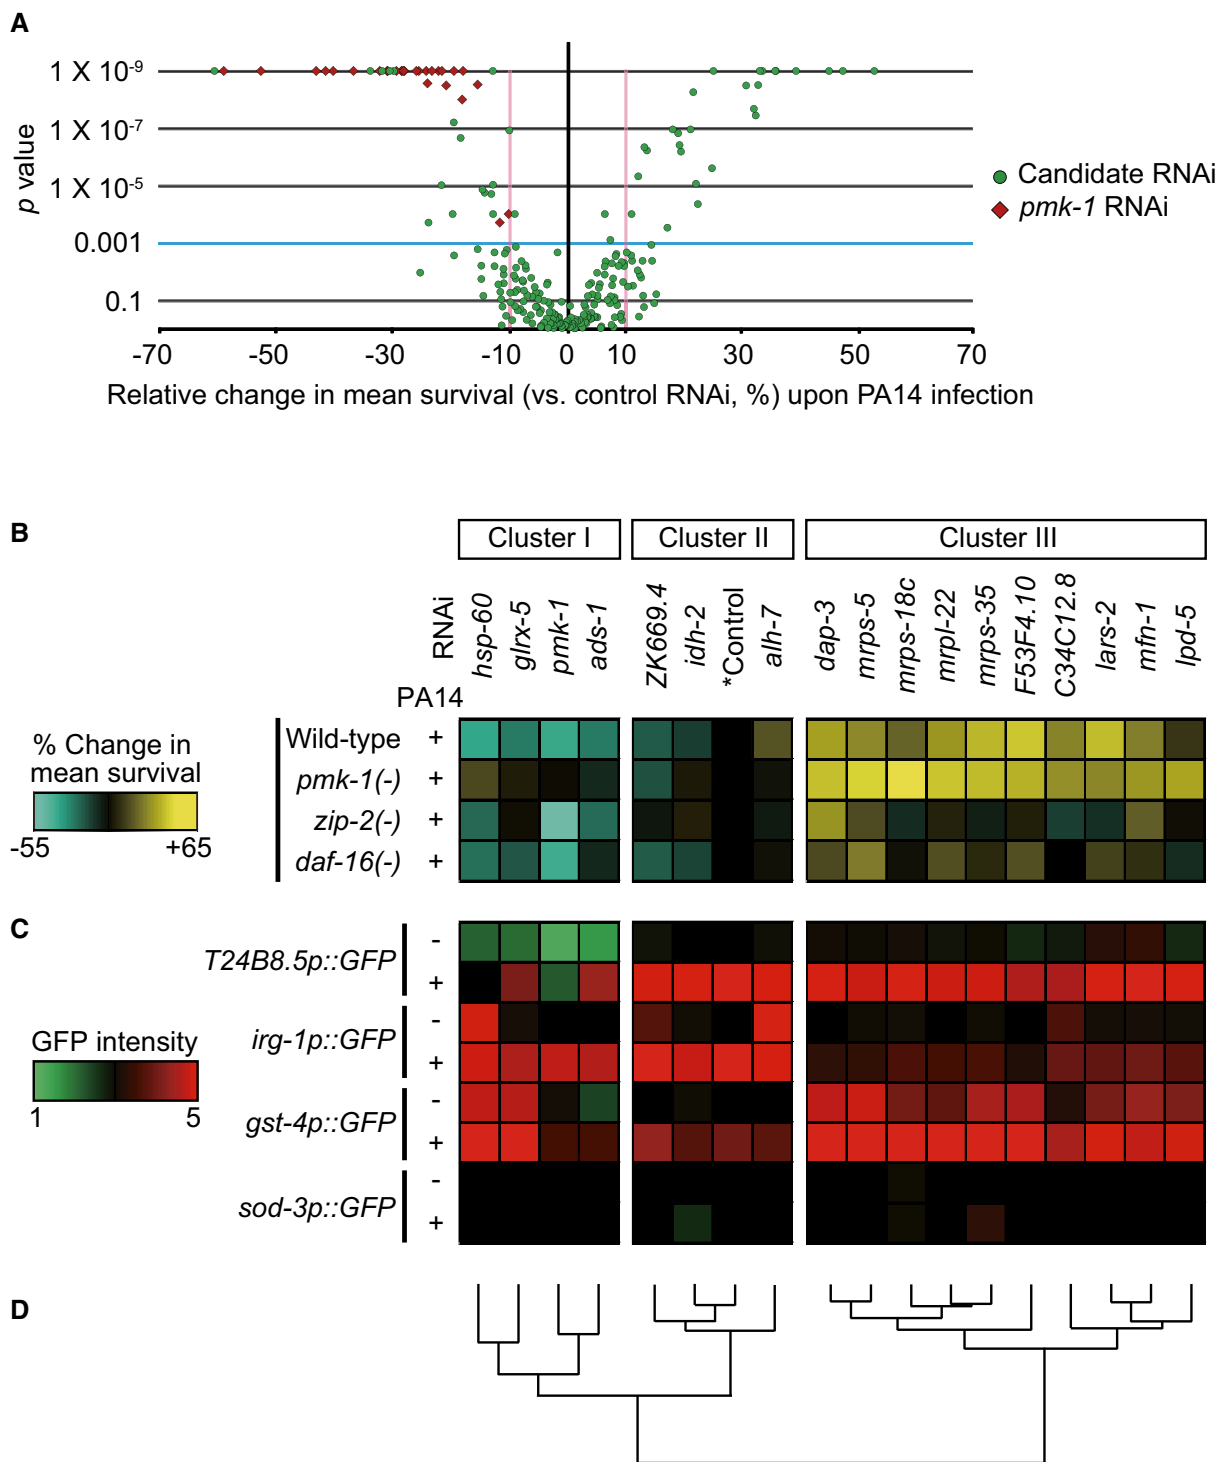 A
1 X 10-9
1 X 10-7
1 X 10-5
0.001
0.1
p value
-70 -50 -30 -10 0 10 30 50 70
Relative change in mean survival (vs. control RNAi, %) upon PA14 infection
Candidate RNAi
pmk-1 RNAi
B
Cluster I Cluster II Cluster III
RNAi hsp-60 glrx-5 pmk-1 ads-1 ZK669.4 idh-2 *Control alh-7 dap-3 mrps-5 mrps-18c mrpl-22 mrps-35 F53F4.10 C34C12.8 lars-2 mfn-1 lpd-5
PA14
% Change in
mean survival
-55 +65
Wild-type +
pmk-1(-) +
zip-2(-) +
daf-16(-) +
C
GFP intensity
1 5
T24B8.5p::GFP
-
+
irg-1p::GFP
-
+
gst-4p::GFP
-
+
sod-3p::GFP
-
+
D